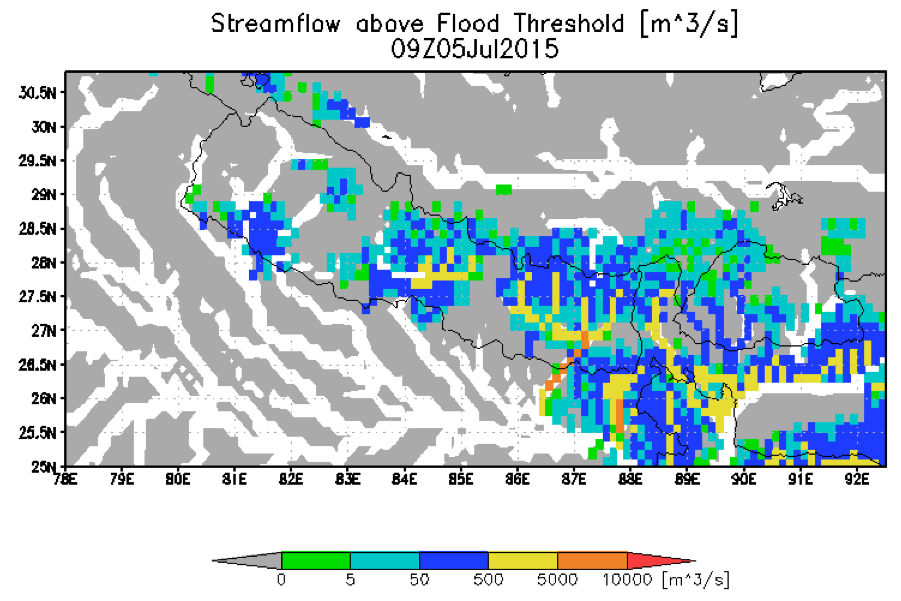 Streamflow above Flood Threshold [m^3/s]
09Z05Jul2015
30.5N
30N
29.5N
29N
28.5N
28N
27.5N
27N
26.5N
26N
25.5N
25N
78E 79E 80E 81E 82E 83E 84E 85E 86E 87E 88E 89E 90E 91E 92E
0 5 50 500 5000 10000 [m^3/s]